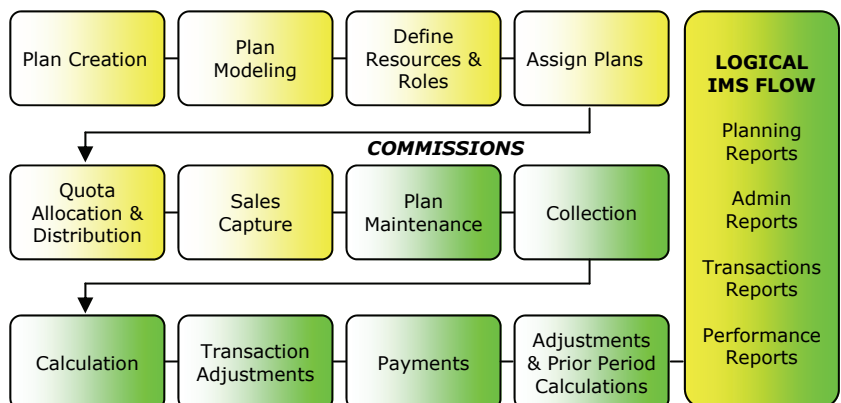 Plan Creation
Plan
Modeling
Define
Resources &
Roles
Assign Plans
COMMISSIONS
Quota
Allocation &
Distribution
Sales
Capture
Plan
Maintenance
Collection
Calculation
Transaction
Adjustments
Payments
Adjustments
& Prior Period
Calculations
LOGICAL
IMS FLOW
Planning
Reports
Admin
Reports
Transactions
Reports
Performance
Reports